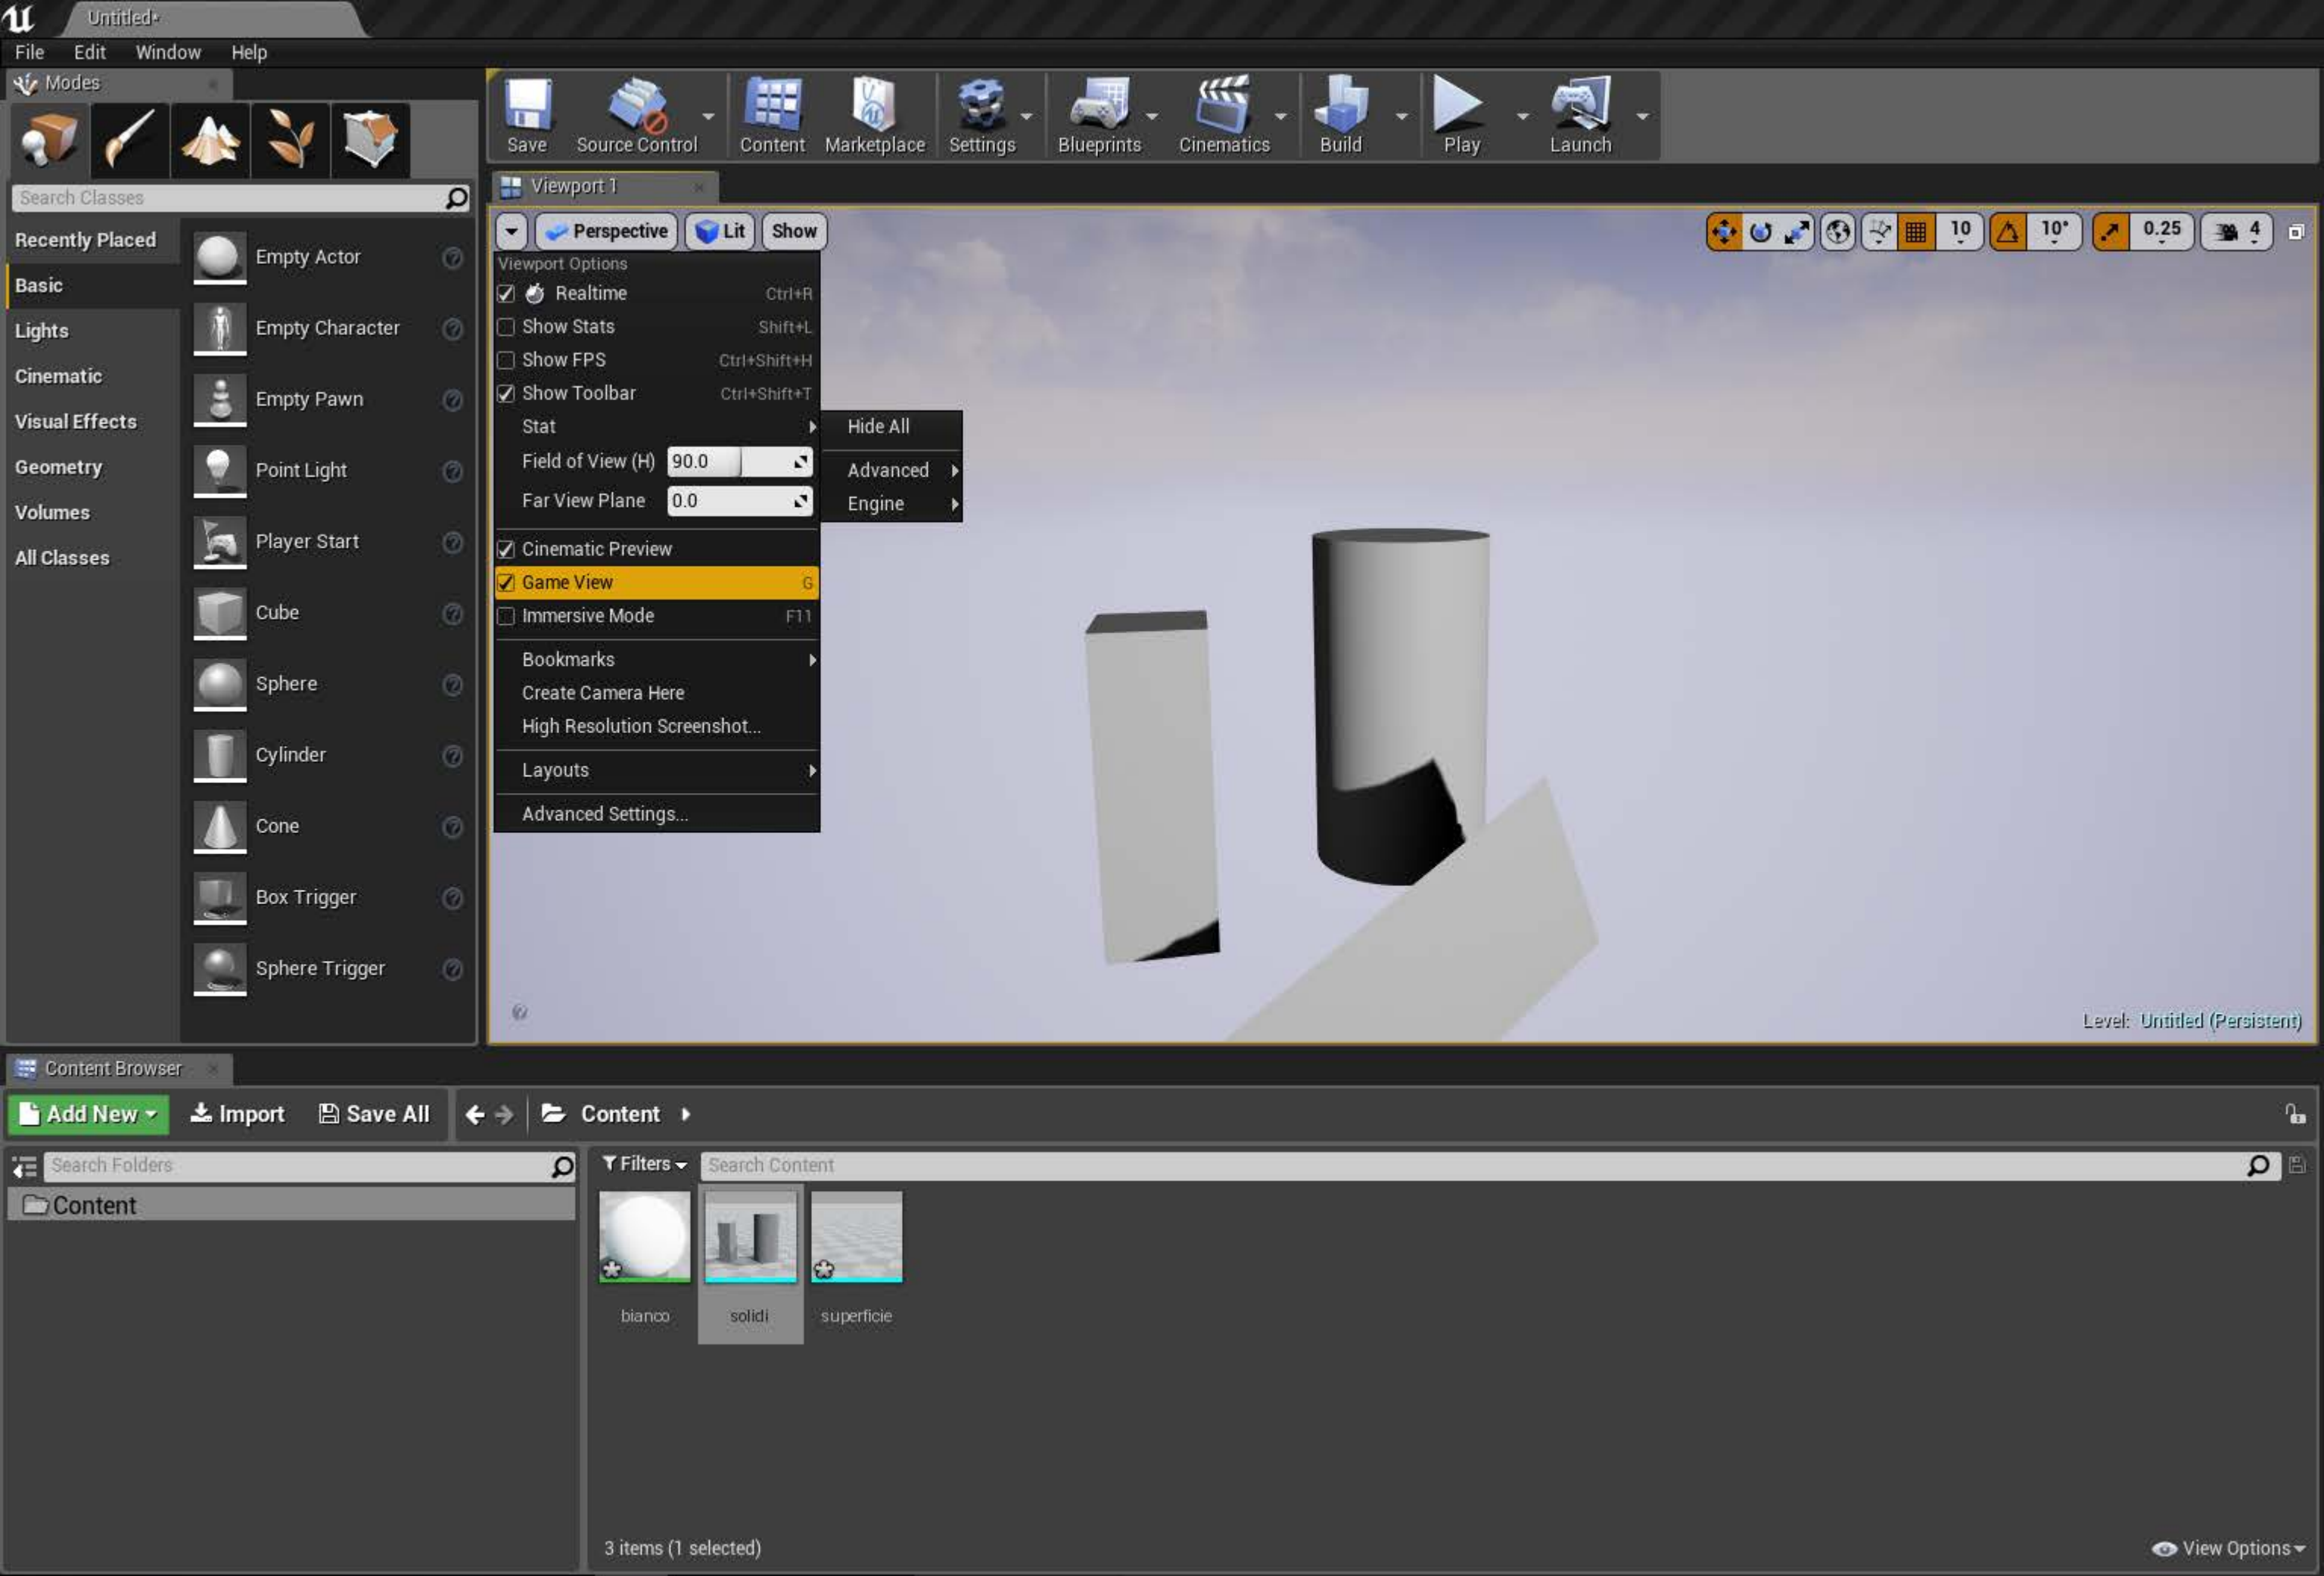 Untitled•
File Edit Window Help
Modes
Save
Source Control
Content
Marketplace
Settings
Blueprints
Cinematics
Build
Play
Launch
Search Classes
Recently Placed
Basic
Lights
Cinematic
Visual Effects
Geometry
Volumes
All Classes
Empty Actor
Empty Character
Empty Pawn
Point Light
Player Start
Cube
Sphere
Cylinder
Cone
Box Trigger
Sphere Trigger
Viewport 1
Perspective Lit Show
10 10° 0.25 4
Viewport Options
Realtime Ctrl+R
Show Stats Shift+L
Show FPS Ctrl+Shift+H
Show Toolbar Ctrl+Shift+T
Stat
Field of View (H) 90.0
Far View Plane 0.0
Cinematic Preview
Game View G
Immersive Mode F11
Bookmarks
Create Camera Here
High Resolution Screenshot...
Layouts
Advanced Settings...
Hide All
Advanced
Engine
Level: Untitled (Persistent)
Content Browser
Add New Import Save All Content
Search Folders
Content
Filters Search Content
bianco solidi superficie
3 items (1 selected)
View Options